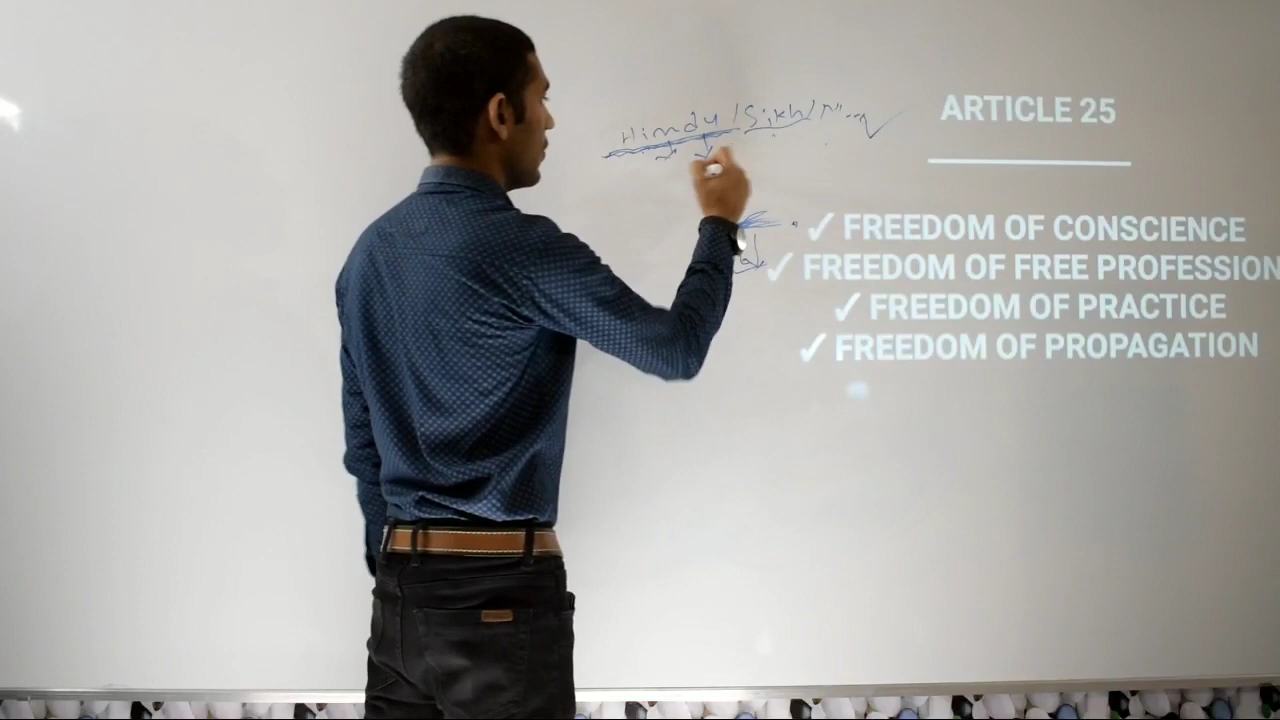 Hindu / Sikh /
ARTICLE 25
✓ FREEDOM OF CONSCIENCE
✓ FREEDOM OF FREE PROFESSION
✓ FREEDOM OF PRACTICE
✓ FREEDOM OF PROPAGATION